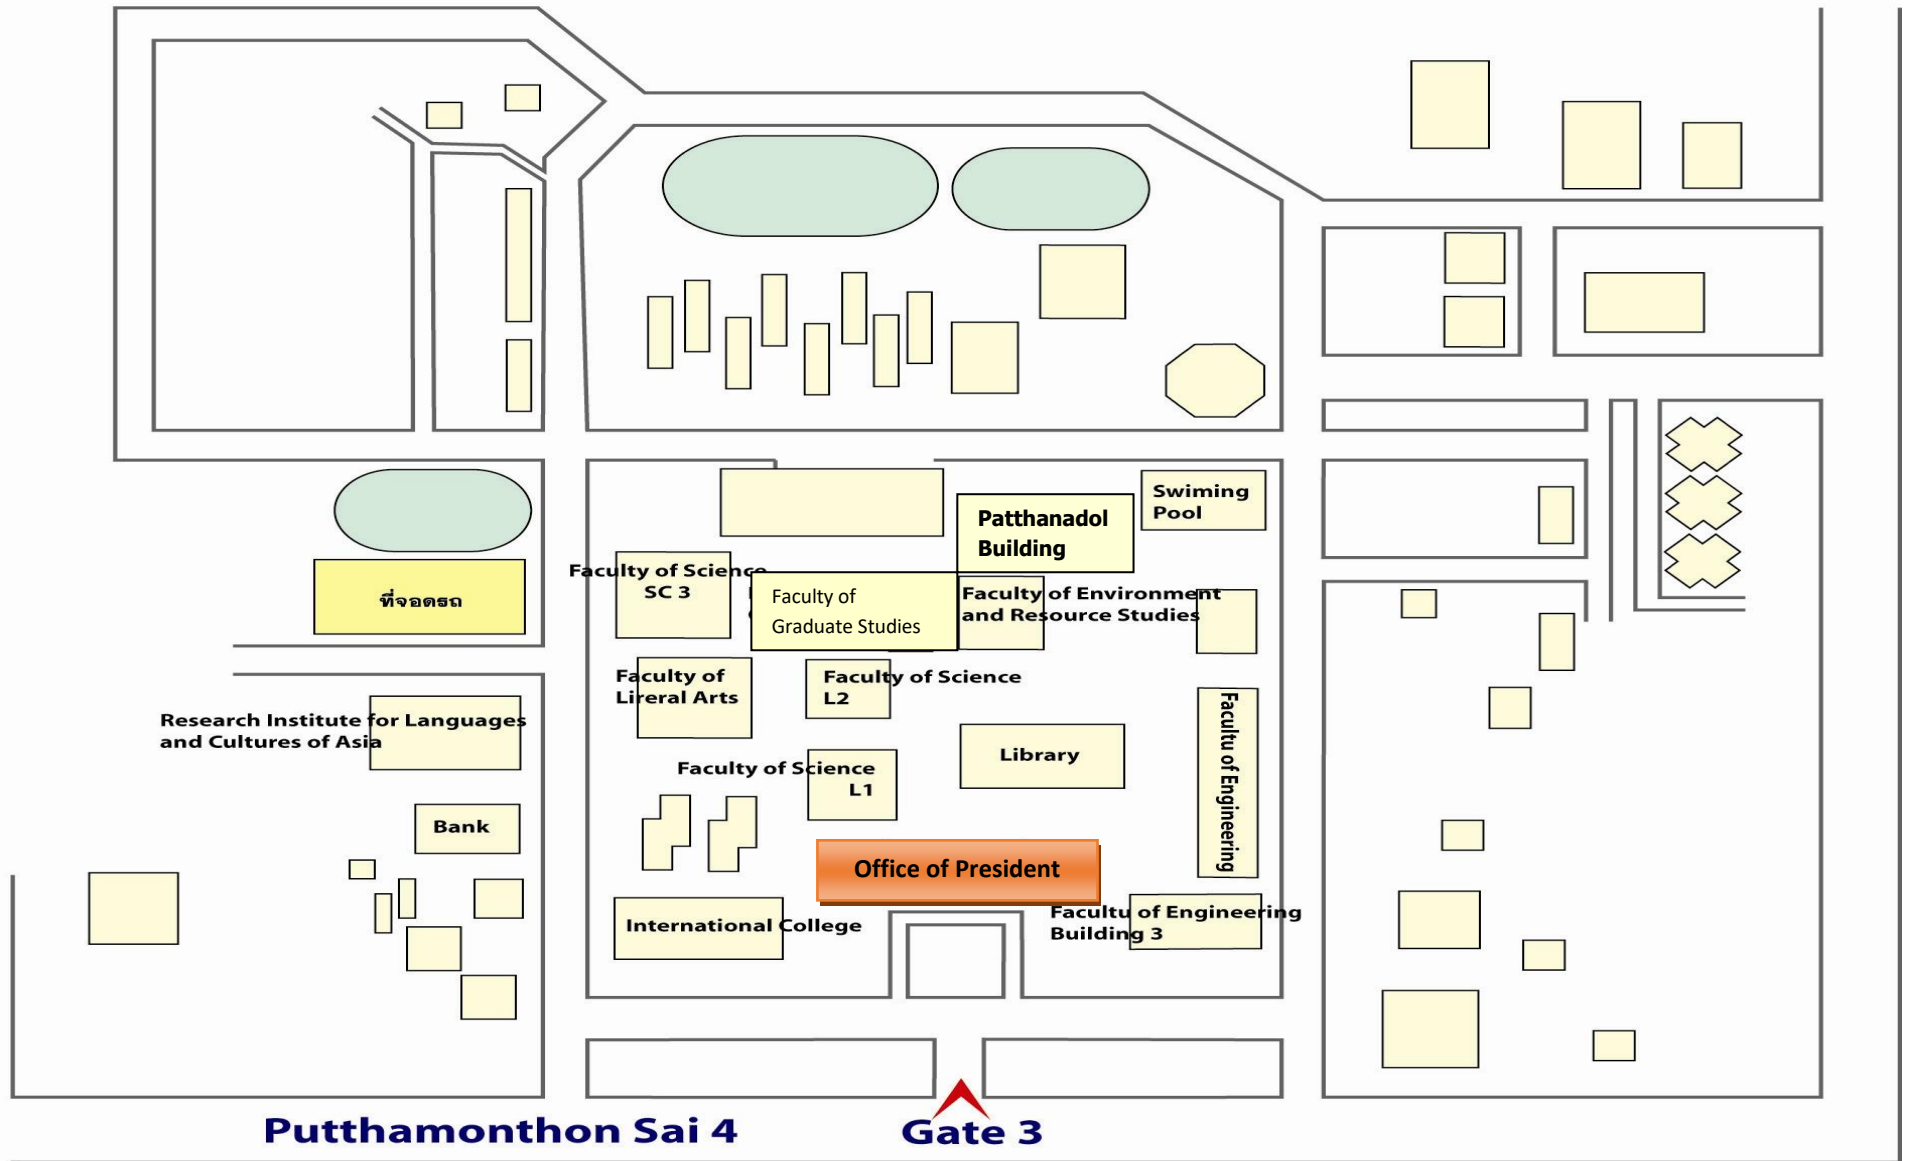 Swiming
Pool
Patthanadol
Building
Faculty of Science
SC 3
ที่จอดรถ
Faculty of
Graduate Studies
Faculty of Environment
and Resource Studies
Faculty of
Lireral Arts
Faculty of Science
L2
Research Institute for Languages
and Cultures of Asia
Facultu of Engineering
Library
Faculty of Science
L1
Bank
Office of President
International College
Facultu of Engineering
Building 3
Putthamonthon Sai 4
Gate 3